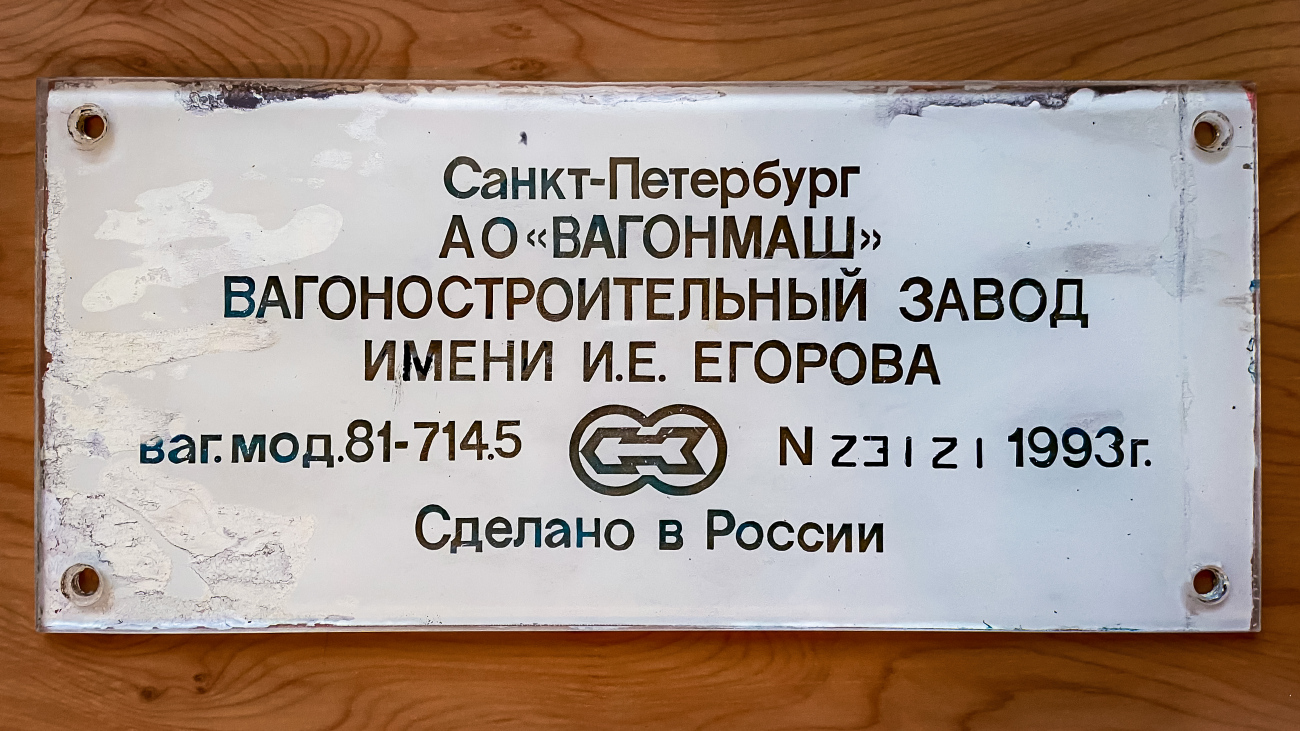 Санкт-Петербург
АО «ВАГОНМАШ»
ВАГОНОСТРОИТЕЛЬНЫЙ ЗАВОД
ИМЕНИ И.Е. ЕГОРОВА
Ваг. мод. 81-714.5 N 23121 1993г.
Сделано в России